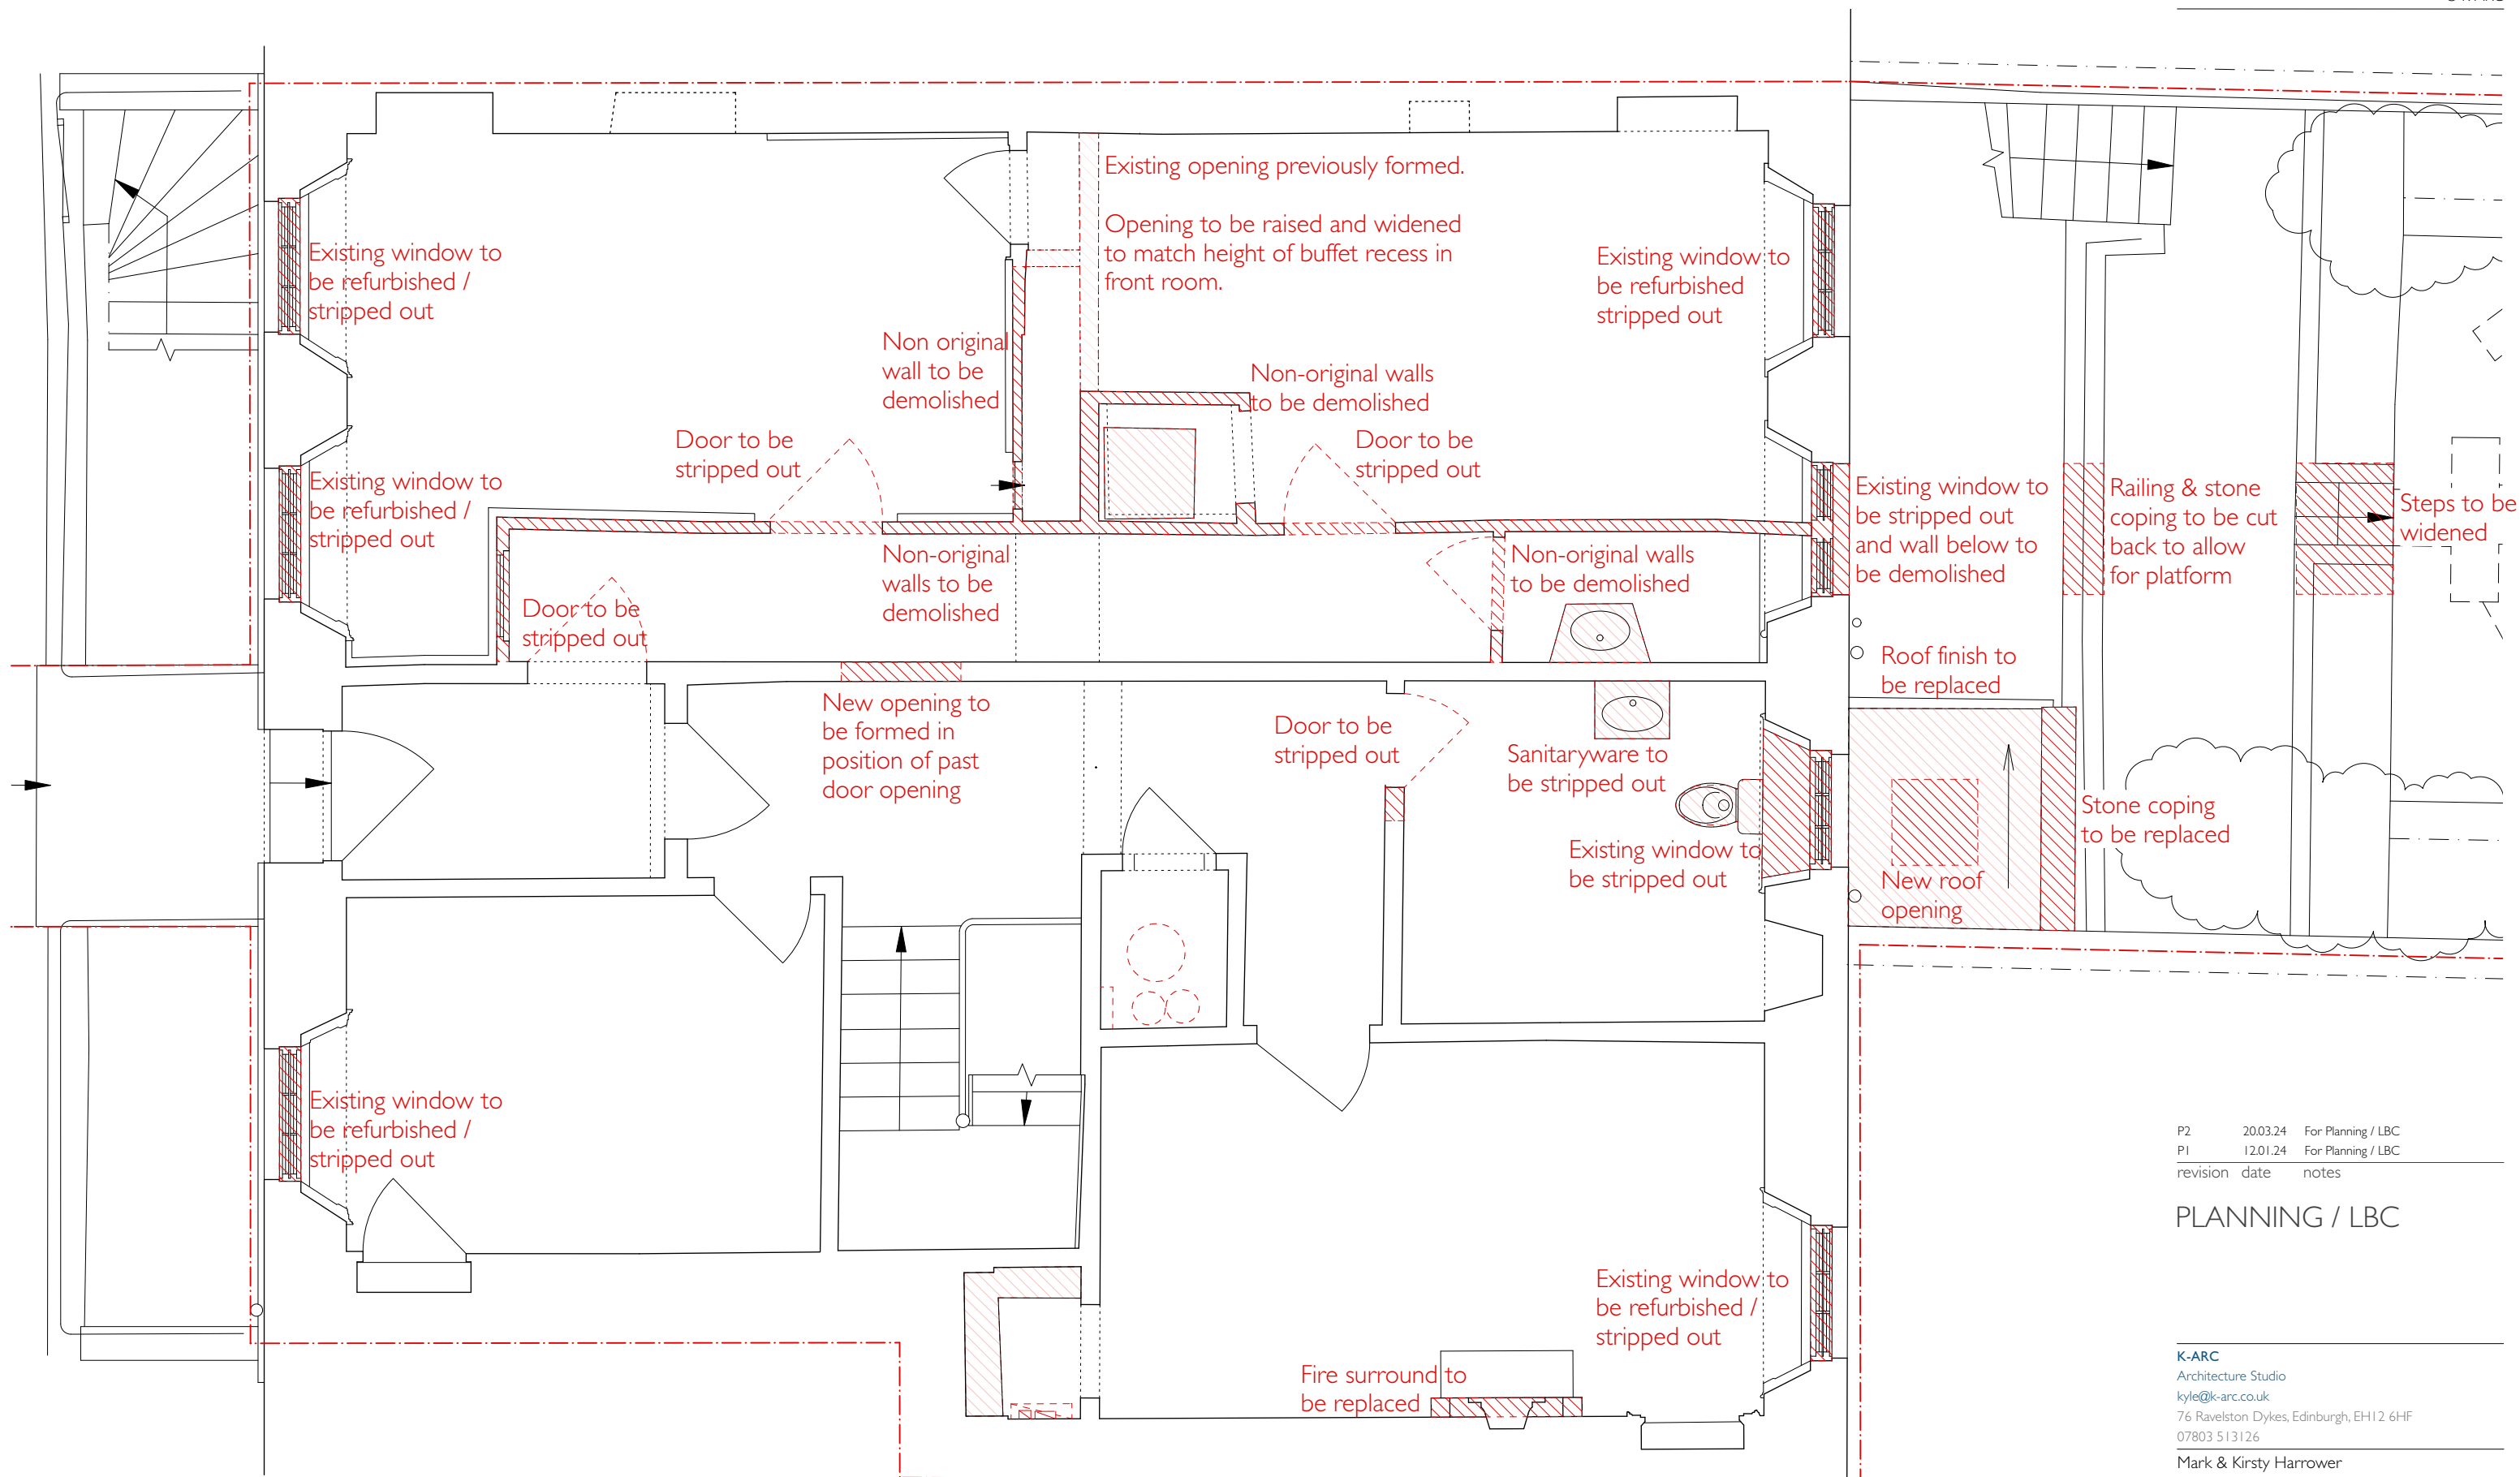 Existing opening previously formed.
Opening to be raised and widened
to match height of buffet recess in
front room.
Existing window to
be refurbished /
stripped out
Existing window to
be refurbished
stripped out
Non original
wall to be
demolished
Non-original walls
to be demolished
Door to be
stripped out
Door to be
stripped out
Existing window to
be refurbished /
stripped out
Existing window to
be stripped out
and wall below to
be demolished
Railing & stone
coping to be cut
back to allow
for platform
Steps to be
widened
Non-original
walls to be
demolished
Non-original walls
to be demolished
Door to be
stripped out
Roof finish to
be replaced
New opening to
be formed in
position of past
door opening
Door to be
stripped out
Sanitaryware to
be stripped out
Existing window to
be stripped out
Stone coping
to be replaced
New roof
opening
Existing window to
be refurbished /
stripped out
Existing window to
be refurbished /
stripped out
Fire surround to
be replaced
P2 20.03.24 For Planning / LBC
P1 12.01.24 For Planning / LBC
revision date notes
PLANNING / LBC
K-ARC
Architecture Studio
kyle@k-arc.co.uk
76 Ravelston Dykes, Edinburgh, EH12 6HF
07803 513126
Mark & Kirsty Harrower